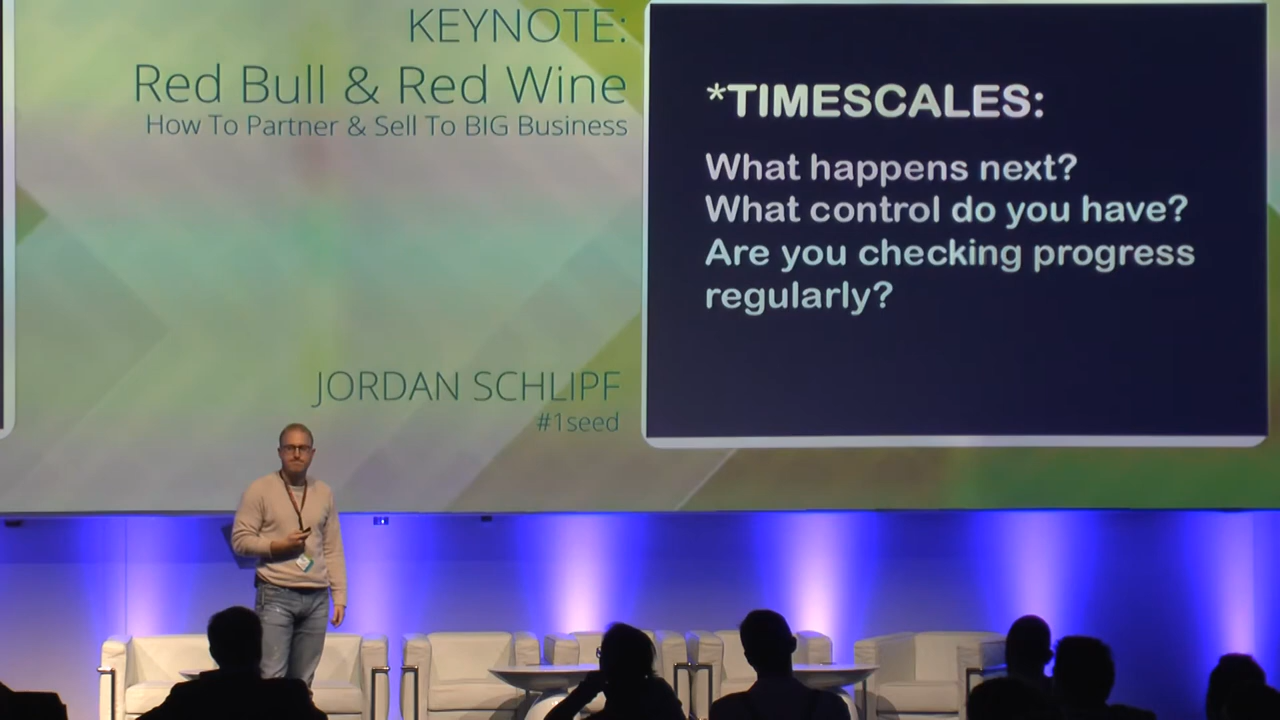 KEYNOTE:
Red Bull & Red Wine
How To Partner & Sell To BIG Business
JORDAN SCHLIPF
#1seed
*TIMESCALES:
What happens next?
What control do you have?
Are you checking progress
regularly?